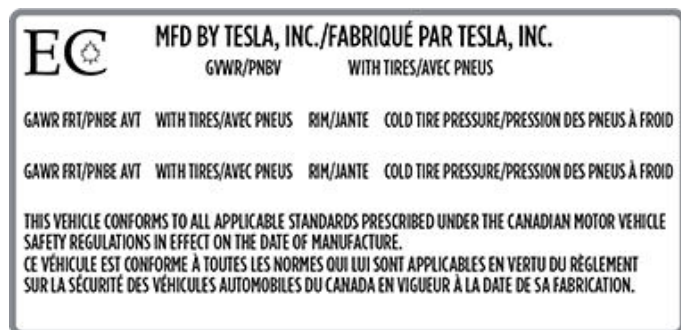 EC MFD BY TESLA, INC./FABRIQUÉ PAR TESLA, INC.
GVWR/PNBV WITH TIRES/AVEC PNEUS
GAWR FRT/PNBE AVT WITH TIRES/AVEC PNEUS RIM/JANTE COLD TIRE PRESSURE/PRESSION DES PNEUS À FROID
GAWR FRT/PNBE AVT WITH TIRES/AVEC PNEUS RIM/JANTE COLD TIRE PRESSURE/PRESSION DES PNEUS À FROID
THIS VEHICLE CONFORMS TO ALL APPLICABLE STANDARDS PRESCRIBED UNDER THE CANADIAN MOTOR VEHICLE
SAFETY REGULATIONS IN EFFECT ON THE DATE OF MANUFACTURE.
CE VÉHICULE EST CONFORME À TOUTES LES NORMES QUI LUI SONT APPLICABLES EN VERTU DU RÈGLEMENT
SUR LA SÉCURITÉ DES VÉHICULES AUTOMOBILES DU CANADA EN VIGUEUR À LA DATE DE SA FABRICATION.